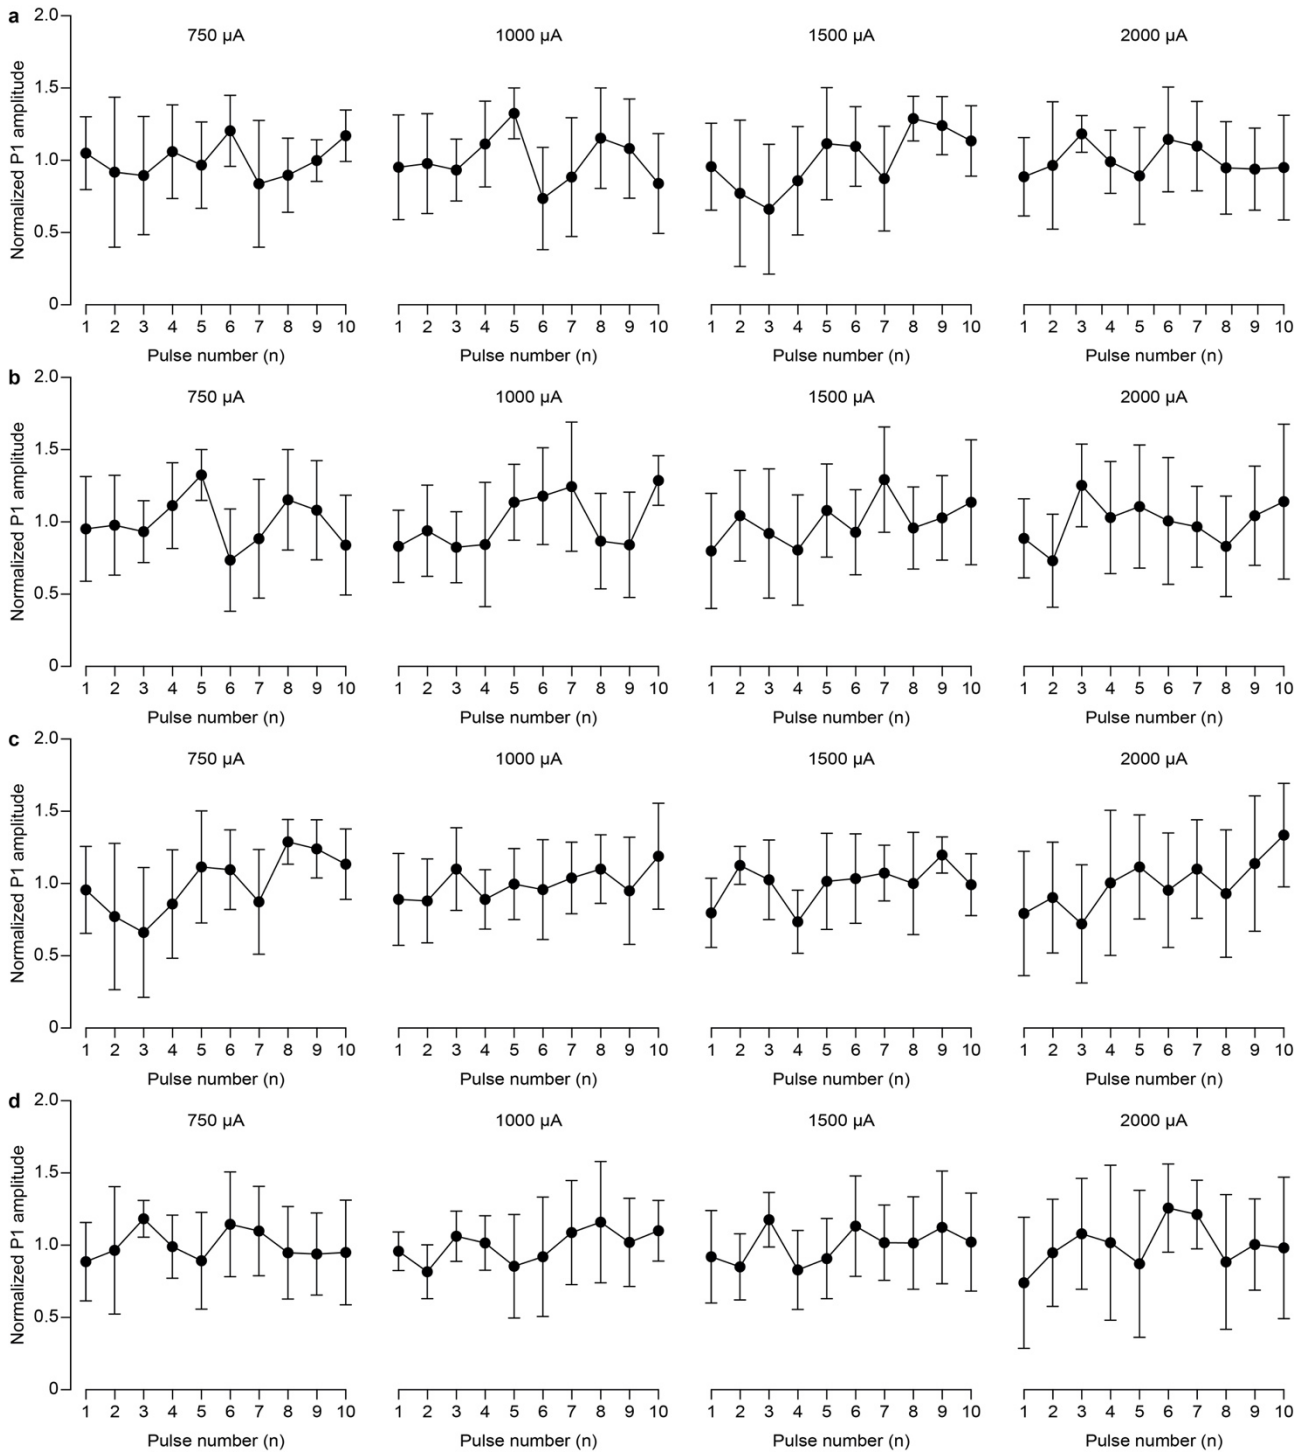 a
2.0
750 µA
1000 µA
1500 µA
2000 µA
1.5
1.0
0.5
0
Normalized P1 amplitude
1 2 3 4 5 6 7 8 9 10
1 2 3 4 5 6 7 8 9 10
1 2 3 4 5 6 7 8 9 10
1 2 3 4 5 6 7 8 9 10
Pulse number (n)
Pulse number (n)
Pulse number (n)
Pulse number (n)
b
2.0
750 µA
1000 µA
1500 µA
2000 µA
1.5
1.0
0.5
0
Normalized P1 amplitude
1 2 3 4 5 6 7 8 9 10
1 2 3 4 5 6 7 8 9 10
1 2 3 4 5 6 7 8 9 10
1 2 3 4 5 6 7 8 9 10
Pulse number (n)
Pulse number (n)
Pulse number (n)
Pulse number (n)
c
2.0
750 µA
1000 µA
1500 µA
2000 µA
1.5
1.0
0.5
0
Normalized P1 amplitude
1 2 3 4 5 6 7 8 9 10
1 2 3 4 5 6 7 8 9 10
1 2 3 4 5 6 7 8 9 10
1 2 3 4 5 6 7 8 9 10
Pulse number (n)
Pulse number (n)
Pulse number (n)
Pulse number (n)
d
2.0
750 µA
1000 µA
1500 µA
2000 µA
1.5
1.0
0.5
0
Normalized P1 amplitude
1 2 3 4 5 6 7 8 9 10
1 2 3 4 5 6 7 8 9 10
1 2 3 4 5 6 7 8 9 10
1 2 3 4 5 6 7 8 9 10
Pulse number (n)
Pulse number (n)
Pulse number (n)
Pulse number (n)